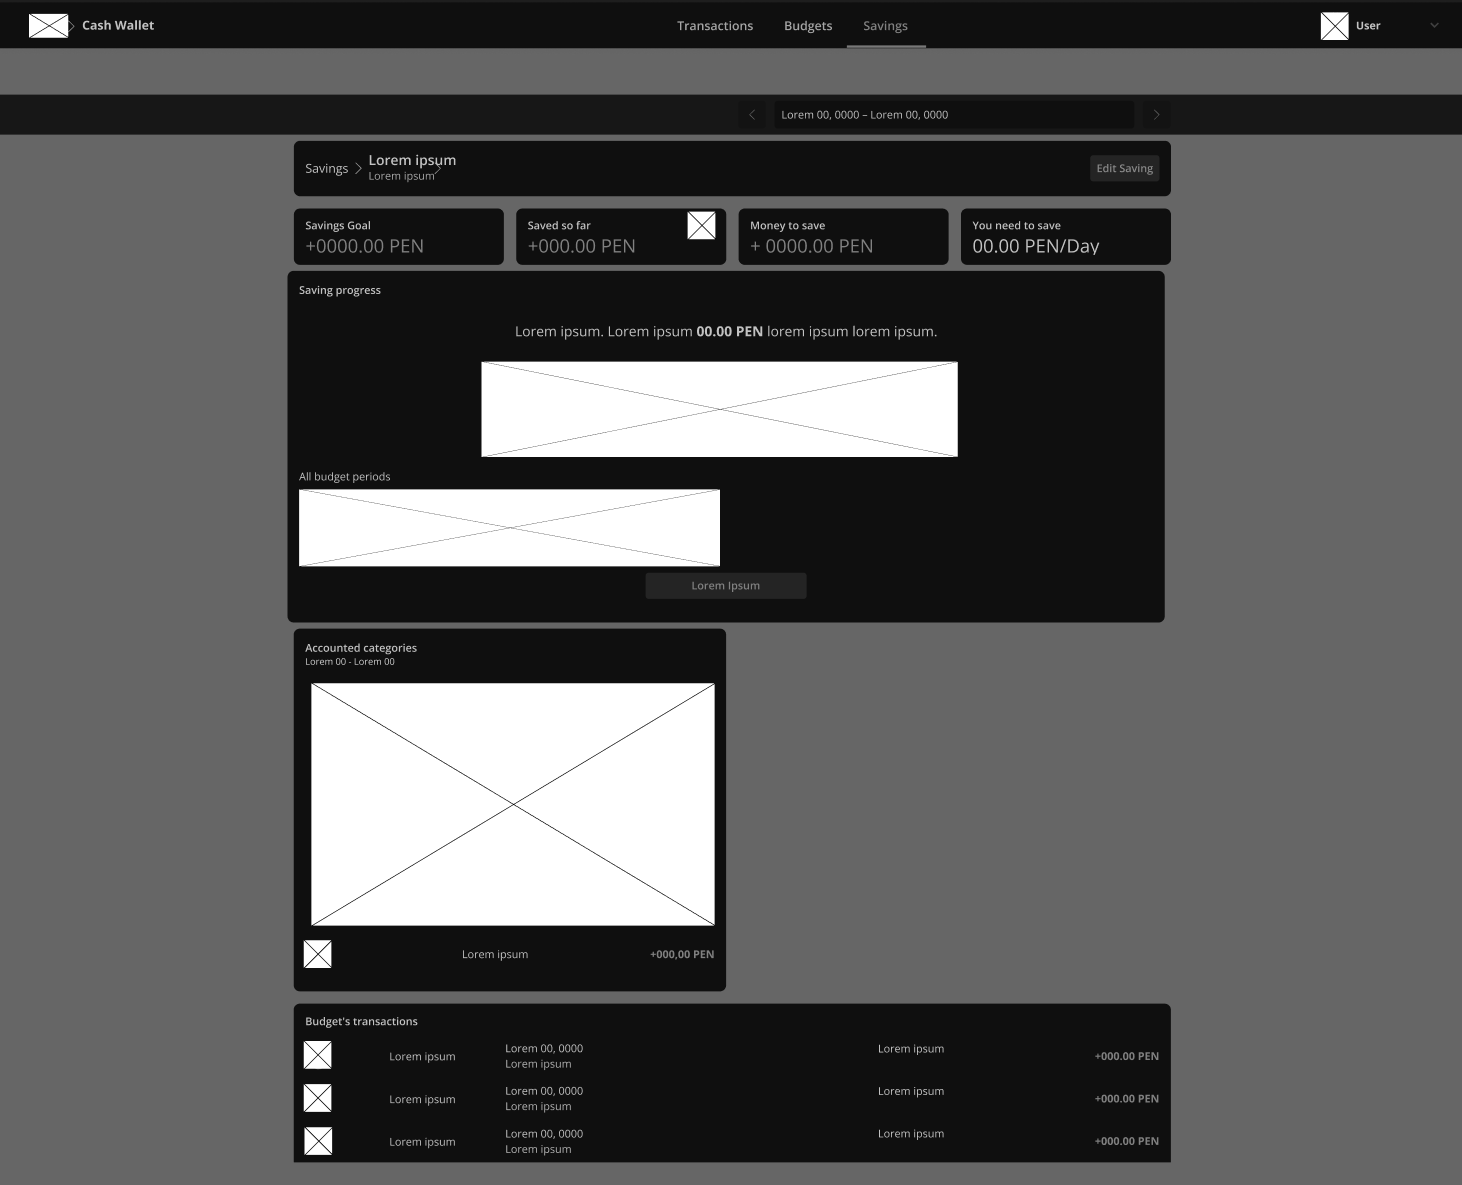 Cash Wallet
Transactions
Budgets
Savings
User
Lorem 00, 0000 – Lorem 00, 0000
Savings
Lorem ipsum
Lorem ipsum
Edit Saving
Savings Goal
+0000.00 PEN
Saved so far
+000.00 PEN
Money to save
+ 0000.00 PEN
You need to save
00.00 PEN/Day
Saving progress
Lorem ipsum. Lorem ipsum 00.00 PEN lorem ipsum lorem ipsum.
All budget periods
Lorem Ipsum
Accounted categories
Lorem 00 - Lorem 00
Lorem ipsum
+000,00 PEN
Budget's transactions
Lorem ipsum
Lorem 00, 0000
Lorem ipsum
Lorem ipsum
+000.00 PEN
Lorem ipsum
Lorem 00, 0000
Lorem ipsum
Lorem ipsum
+000.00 PEN
Lorem ipsum
Lorem 00, 0000
Lorem ipsum
Lorem ipsum
+000.00 PEN